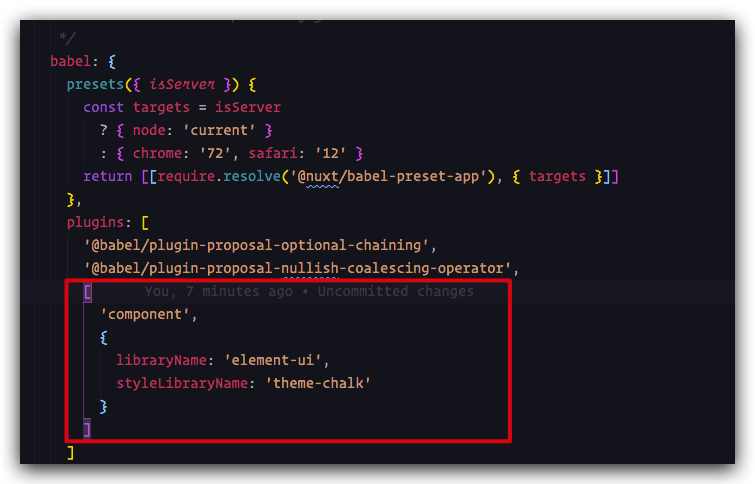 */
babel: {
presets({ isServer }) {
const targets = isServer
? { node: 'current' }
: { chrome: '72', safari: '12' }
return [[require.resolve('@nuxt/babel-preset-app'), { targets }]]
},
plugins: [
'@babel/plugin-proposal-optional-chaining',
'@babel/plugin-proposal-nullish-coalescing-operator',
[ You, 7 minutes ago • Uncommitted changes
'component',
{
libraryName: 'element-ui',
styleLibraryName: 'theme-chalk'
}
]
]